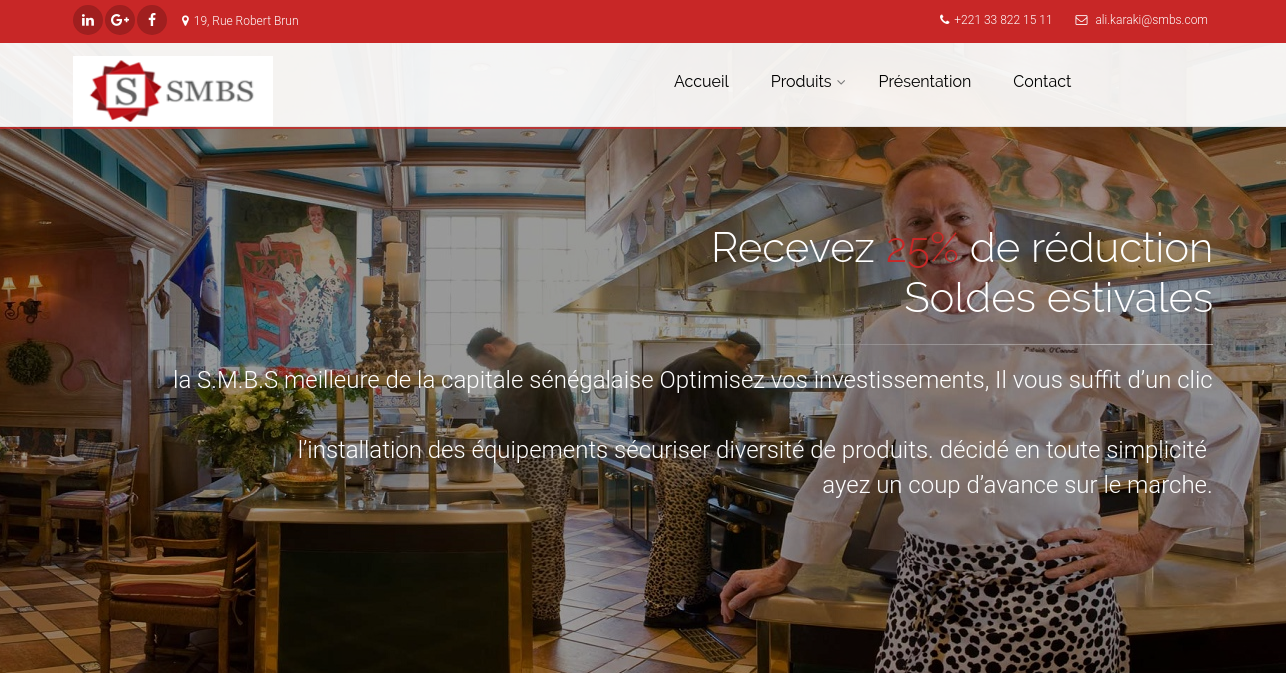 19, Rue Robert Brun
+221 33 822 15 11
ali.karaki@smbs.com
S SMBS
Accueil
Produits
Présentation
Contact
Recevez 25% de réduction
Soldes estivales
la S.M.B.S meilleure de la capitale sénégalaise Optimisez vos investissements, Il vous suffit d’un clic
l’installation des équipements sécuriser diversité de produits. décidé en toute simplicité
ayez un coup d’avance sur le marche.
Patrick O'Connell